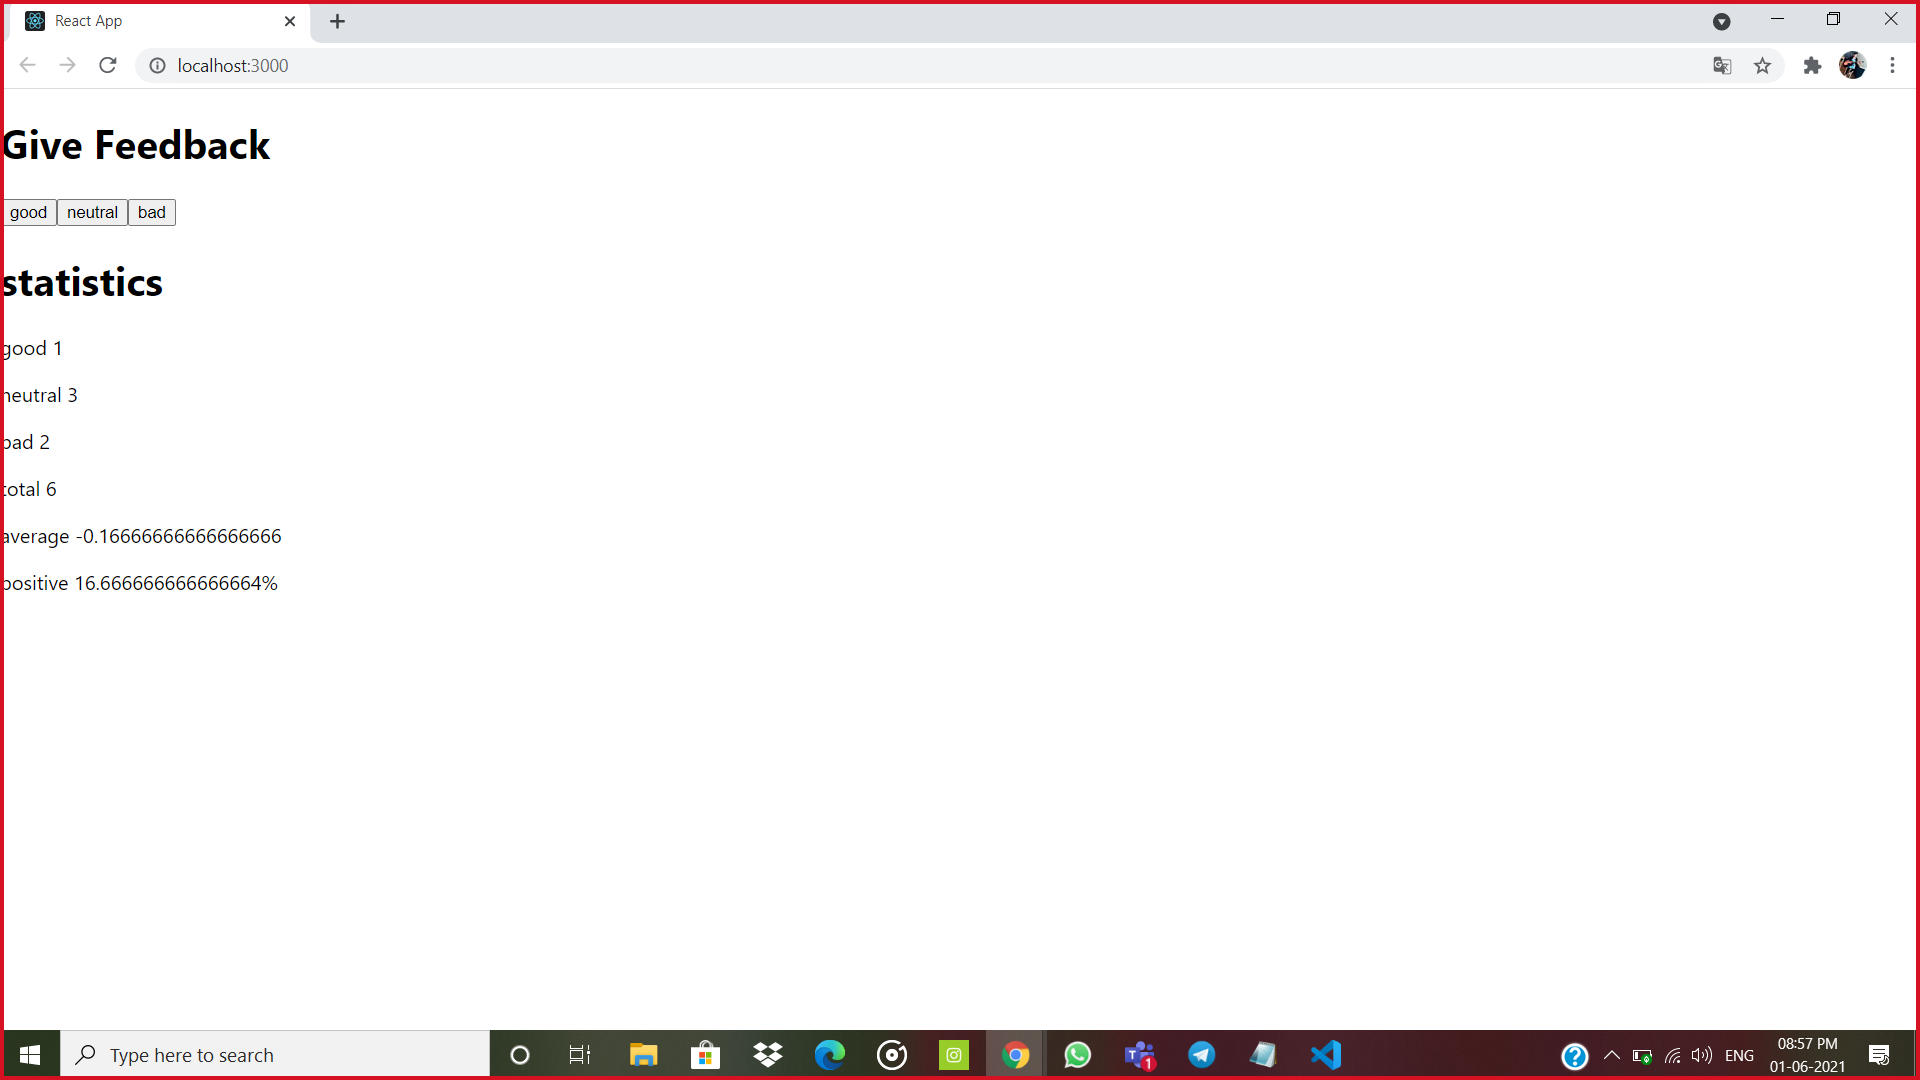 React App
localhost:3000
Give Feedback
good neutral bad
statistics
good 1
neutral 3
bad 2
total 6
average -0.16666666666666666
positive 16.666666666666664%
Type here to search
1
ENG
08:57 PM
01-06-2021